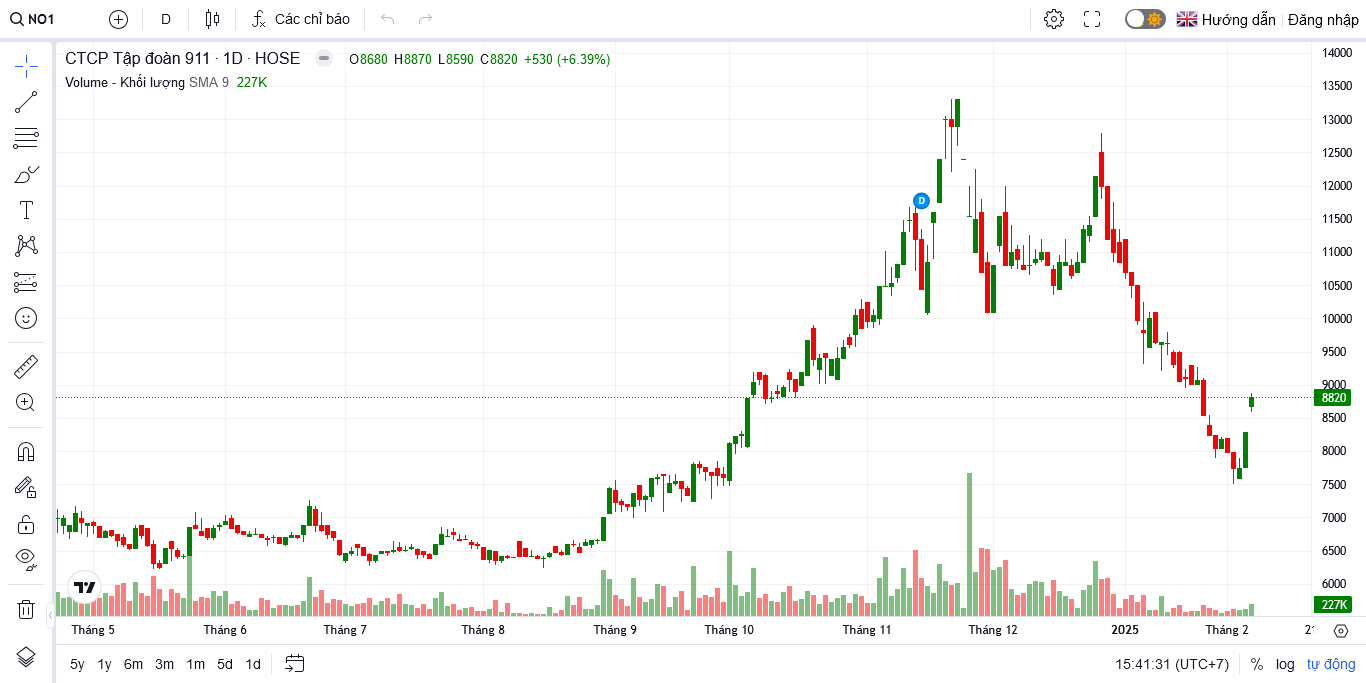 NO1 D Các chỉ báo Hướng dẫn Đăng nhập
CTCP Tập đoàn 911 · 1D · HOSE O8680 H8870 L8590 C8820 +530 (+6.39%)
Volume - Khối lượng SMA 9 227K
14000
13500
13000
12500
12000
D
11500
11000
10500
10000
9500
9000
8820
8500
8000
7500
7000
6500
6000
227K
Tháng 5 Tháng 6 Tháng 7 Tháng 8 Tháng 9 Tháng 10 Tháng 11 Tháng 12 2025 Tháng 2
5y 1y 6m 3m 1m 5d 1d 15:41:31 (UTC+7) % log tự động